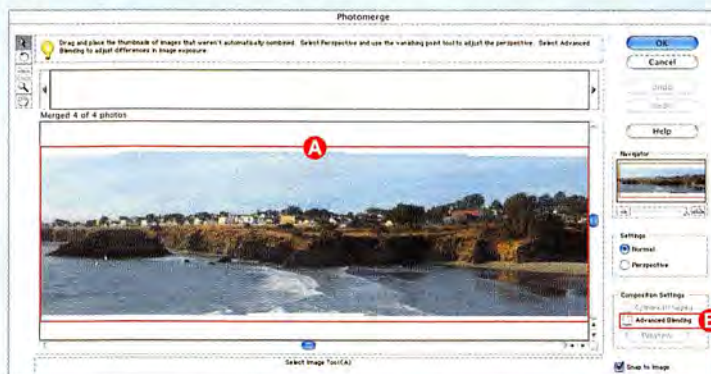 Photomerge
Drag and place the thumbnails of images that weren't automatically combined. Select Perspective and use the vanishing point tool to adjust the perspective. Select Advanced
Blending to adjust differences in image exposure.
OK
Cancel
Undo
Merged 4 of 4 photos
Help
A
Navigator
Settings
Normal
Perspective
Composition Settings
Advanced Blending
B
Preview
Select Image Tool (A)
Snap to Image